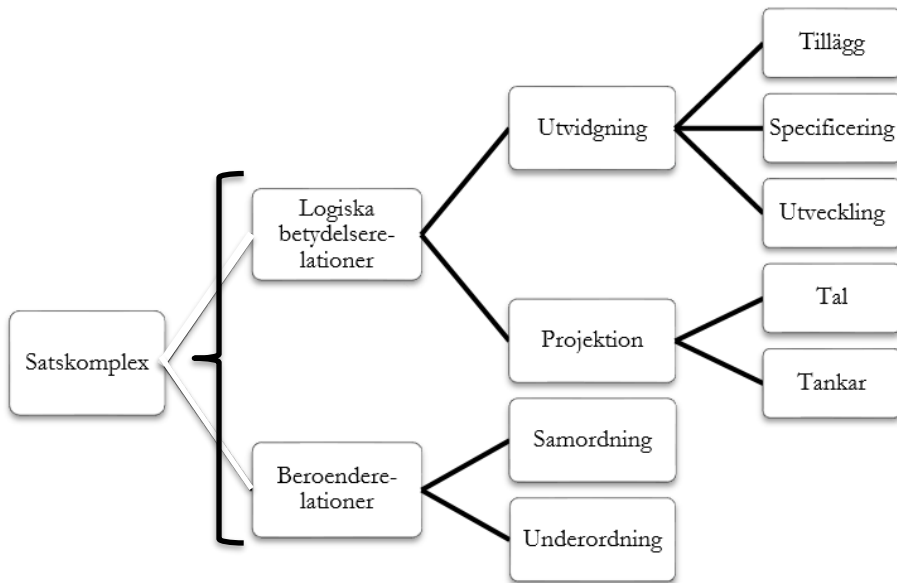 Satskomplex
Logiska
betydelsere-
lationer
Utvidgning
Tillägg
Specificering
Utveckling
Projektion
Tal
Tankar
Beroendere-
lationer
Samordning
Underordning